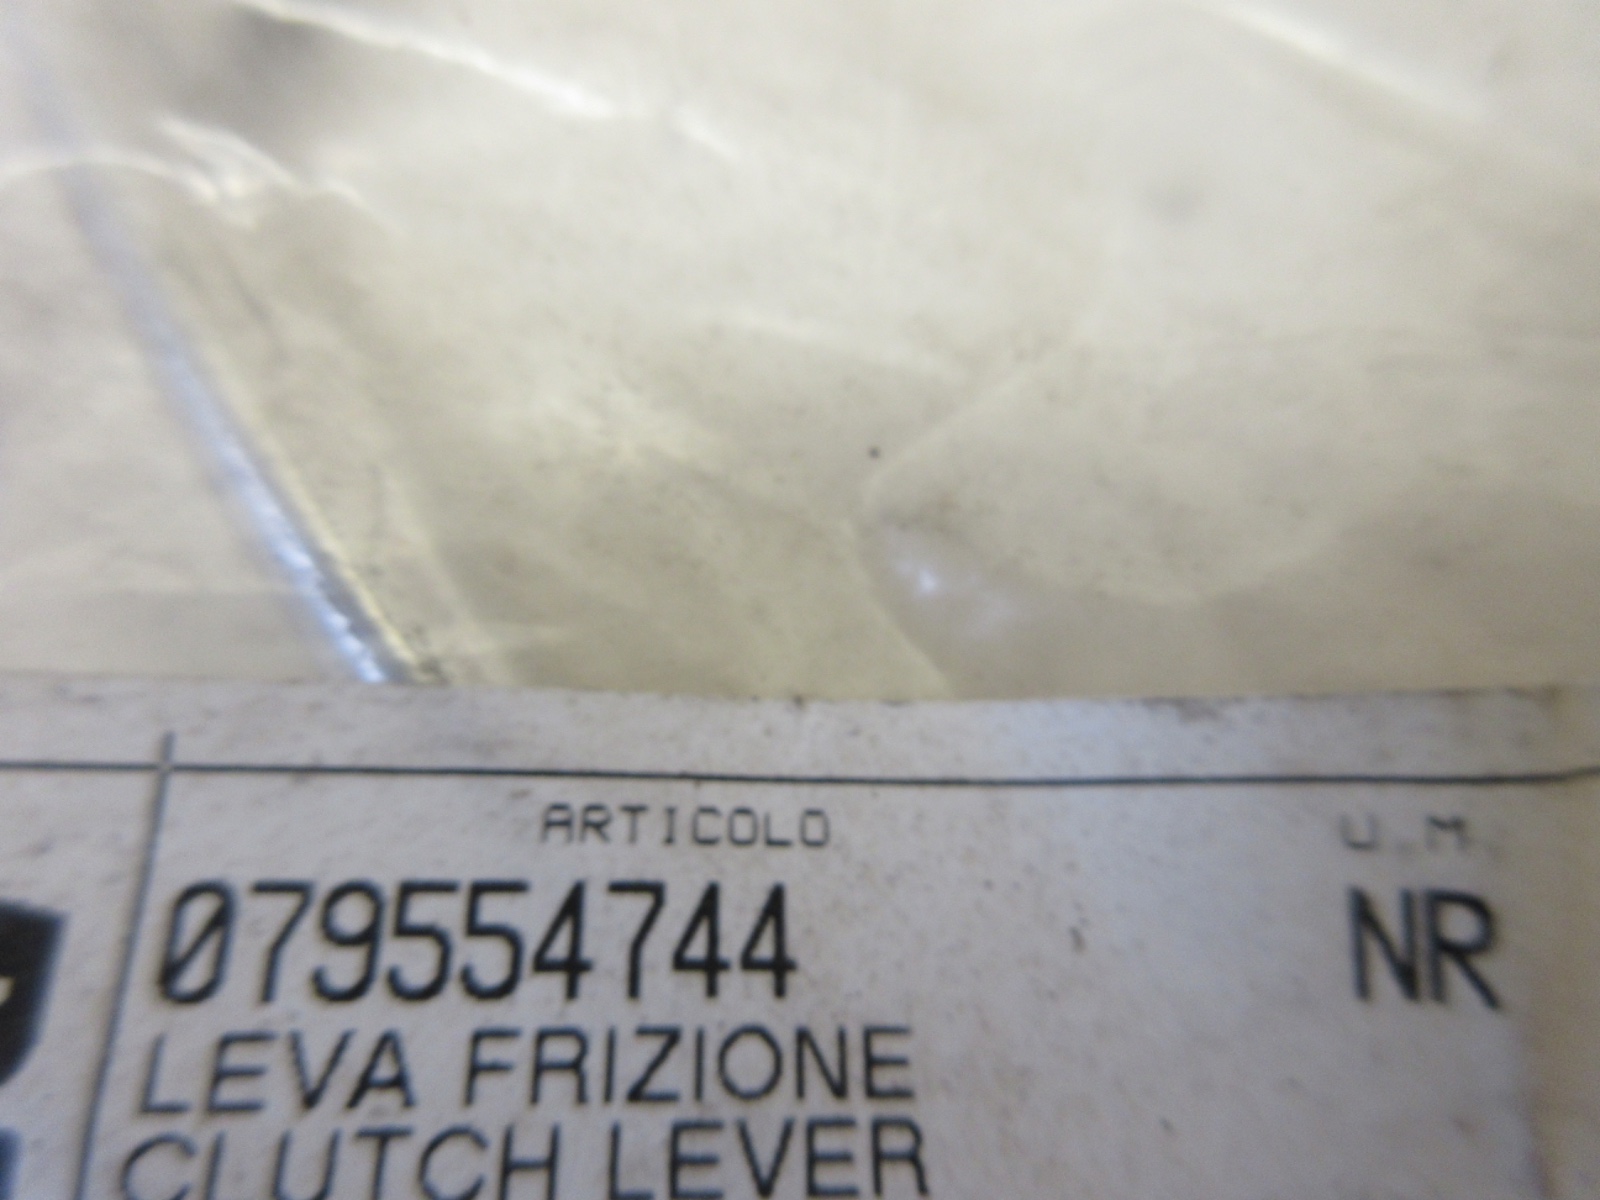 ARTICOLO U.M.
079554744 NR
LEVA FRIZIONE
CLUTCH LEVER